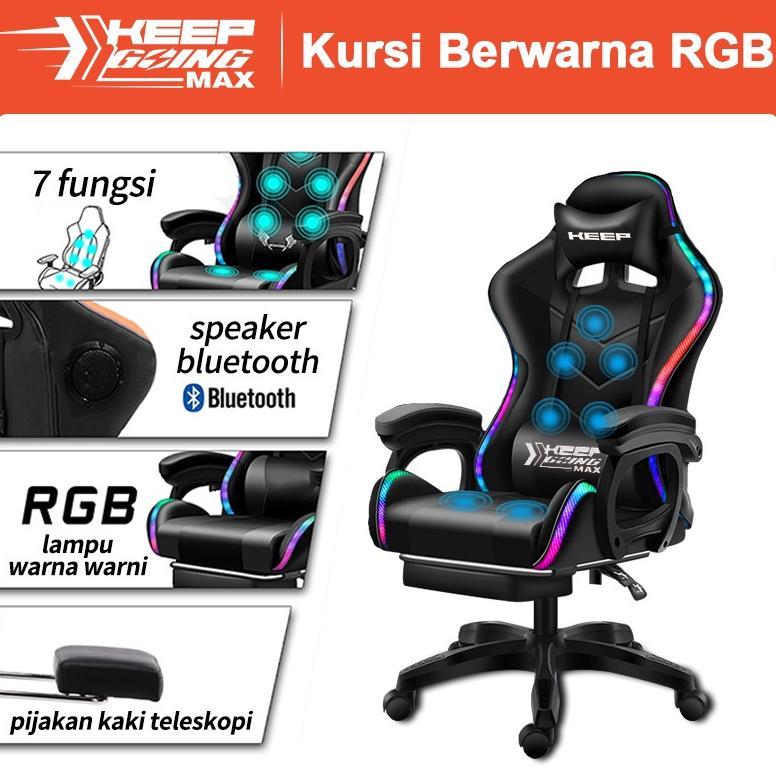 KEEP
GOING
MAX
Kursi Berwarna RGB
7 fungsi
speaker
bluetooth
Bluetooth
RGB
lampu
warna warni
pijakan kaki teleskopi
KEEP
KEEP
GOING
MAX